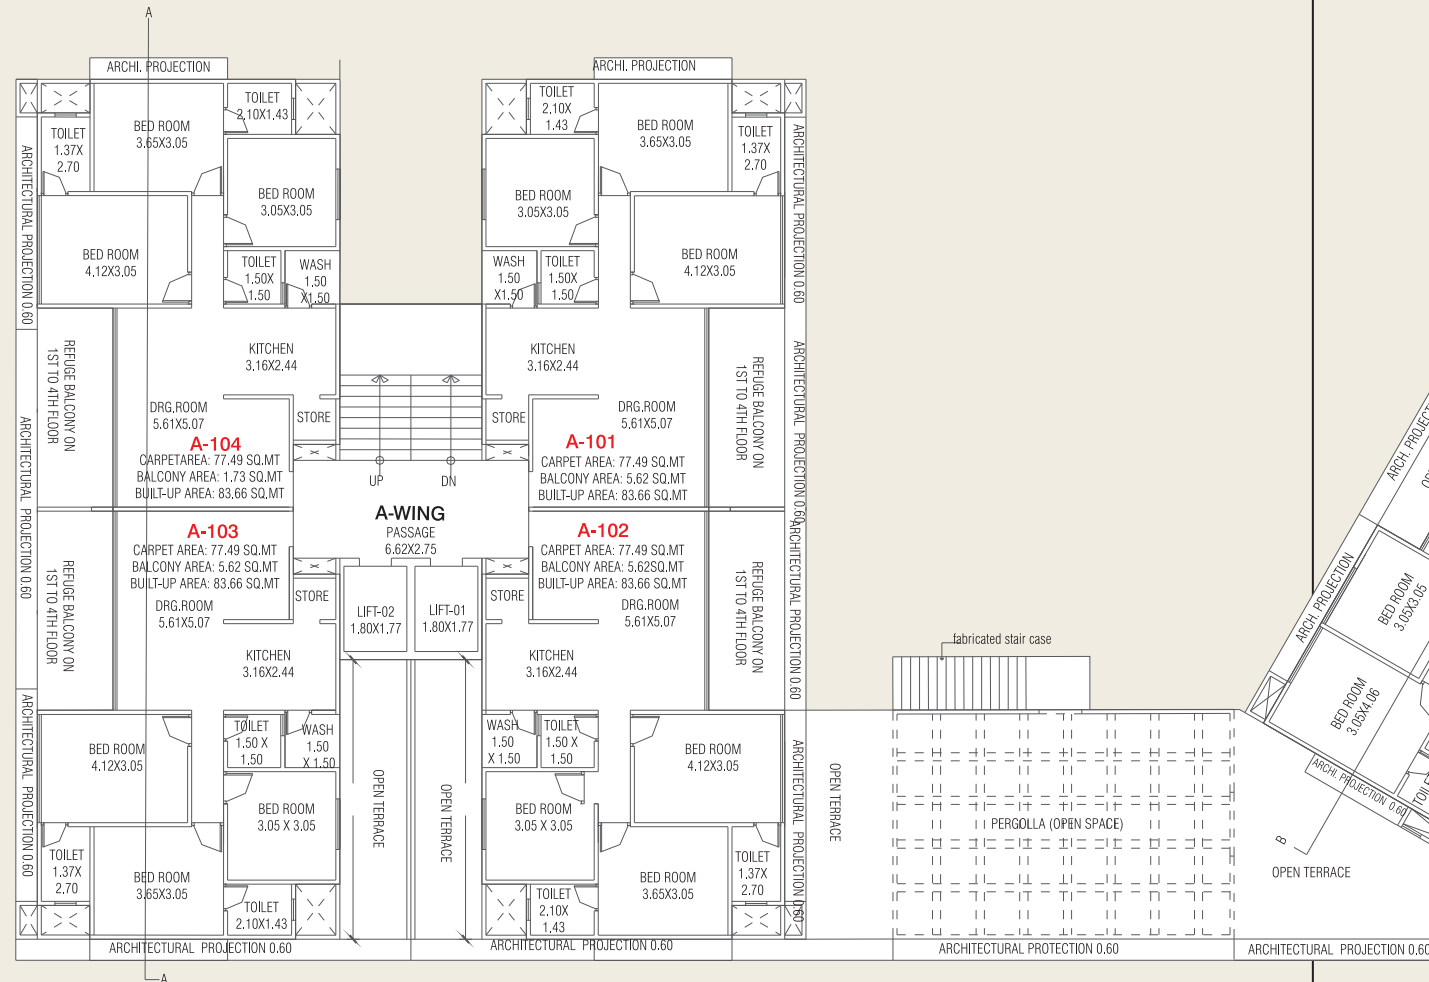 A
ARCHI. PROJECTION
TOILET
2.10X1.43
BED ROOM
3.65X3.05
TOILET
1.37X
2.70
BED ROOM
3.05X3.05
BED ROOM
4.12X3.05
TOILET
1.50X
1.50
WASH
1.50
X1.50
KITCHEN
3.16X2.44
ARCHITECTURAL PROJECTION 0.60
REFUGE BALCONY ON
1ST TO 4TH FLOOR
DRG.ROOM
5.61X5.07
STORE
A-104
CARPETAREA: 77.49 SQ.MT
BALCONY AREA: 1.73 SQ.MT
BUILT-UP AREA: 83.66 SQ.MT
ARCHI. PROJECTION
TOILET
2.10X
1.43
BED ROOM
3.65X3.05
TOILET
1.37X
2.70
BED ROOM
3.05X3.05
BED ROOM
4.12X3.05
WASH
1.50
X1.50
TOILET
1.50X
1.50
KITCHEN
3.16X2.44
ARCHITECTURAL PROJECTION 0.60
REFUGE BALCONY ON
1ST TO 4TH FLOOR
STORE
DRG.ROOM
5.61X5.07
A-101
CARPET AREA: 77.49 SQ.MT
BALCONY AREA: 5.62 SQ.MT
BUILT-UP AREA: 83.66 SQ.MT
ARCHITECTURAL PROJECTION 0.60
UP
DN
A-WING
PASSAGE
6.62X2.75
LIFT-02
1.80X1.77
LIFT-01
1.80X1.77
ARCHITECTURAL PROJECTION 0.60
A-103
CARPET AREA: 77.49 SQ.MT
BALCONY AREA: 5.62 SQ.MT
BUILT-UP AREA: 83.66 SQ.MT
DRG.ROOM
5.61X5.07
STORE
REFUGE BALCONY ON
1ST TO 4TH FLOOR
KITCHEN
3.16X2.44
BED ROOM
4.12X3.05
TOILET
1.50 X
1.50
WASH
1.50
X 1.50
BED ROOM
3.05 X 3.05
TOILET
1.37X
2.70
BED ROOM
3.65X3.05
TOILET
2.10X1.43
ARCHITECTURAL PROJECTION 0.60
ARCHITECTURAL PROJECTION 0.60
A
OPEN TERRACE
OPEN TERRACE
A-102
CARPET AREA: 77.49 SQ.MT
BALCONY AREA: 5.62SQ.MT
BUILT-UP AREA: 83.66 SQ.MT
STORE
DRG.ROOM
5.61X5.07
REFUGE BALCONY ON
1ST TO 4TH FLOOR
ARCHITECTURAL PROJECTION 0.60
KITCHEN
3.16X2.44
WASH
1.50
X 1.50
TOILET
1.50 X
1.50
BED ROOM
4.12X3.05
BED ROOM
3.05 X 3.05
TOILET
2.10X
1.43
BED ROOM
3.65X3.05
TOILET
1.37X
2.70
ARCHITECTURAL PROJECTION 0.60
ARCHITECTURAL PROJECTION 0.60
OPEN TERRACE
fabricated stair case
PERGOLLA (OPEN SPACE)
ARCHITECTURAL PROTECTION 0.60
ARCH. PROJECT
ARCH. PROJECTION
BED ROOM
3.05X3.05
BED ROOM
3.05X4.06
ARCHI. PROJECTION 0.60
TOIL
B
OPEN TERRACE
ARCHITECTURAL PROJECTION 0.60